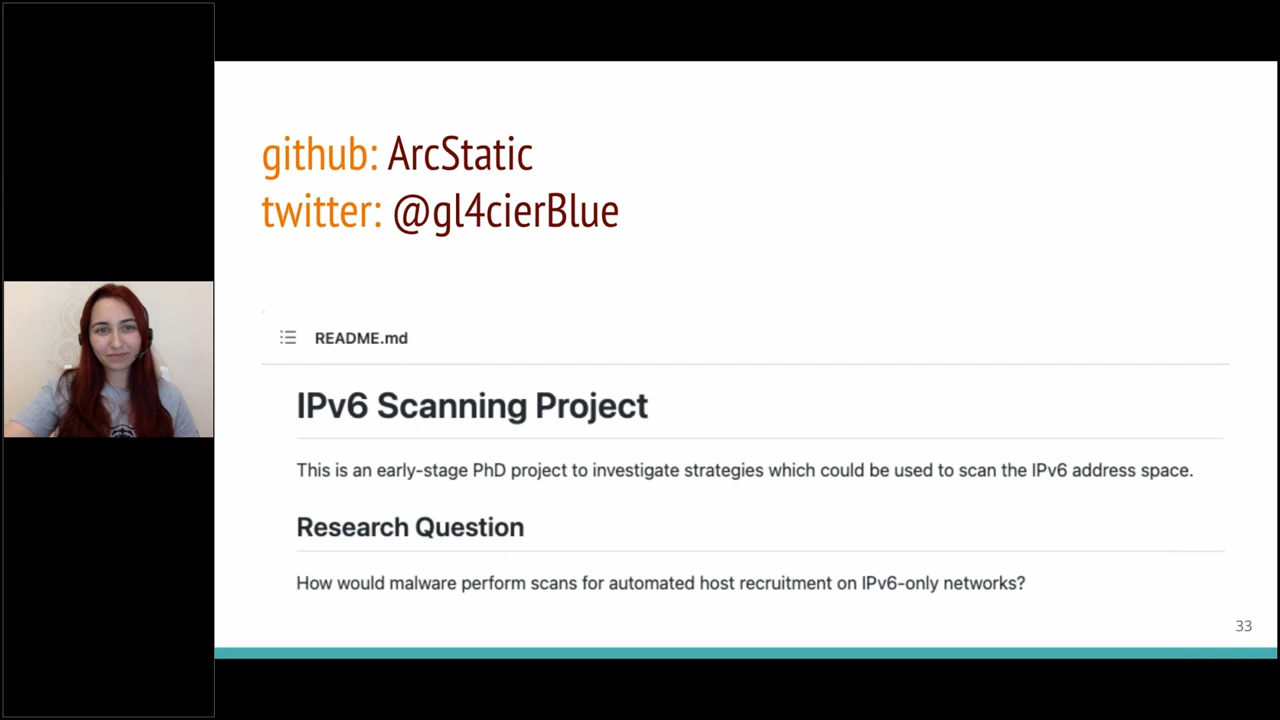 github: ArcStatic
twitter: @gl4cierBlue
README.md
IPv6 Scanning Project
This is an early-stage PhD project to investigate strategies which could be used to scan the IPv6 address space.
Research Question
How would malware perform scans for automated host recruitment on IPv6-only networks?
33